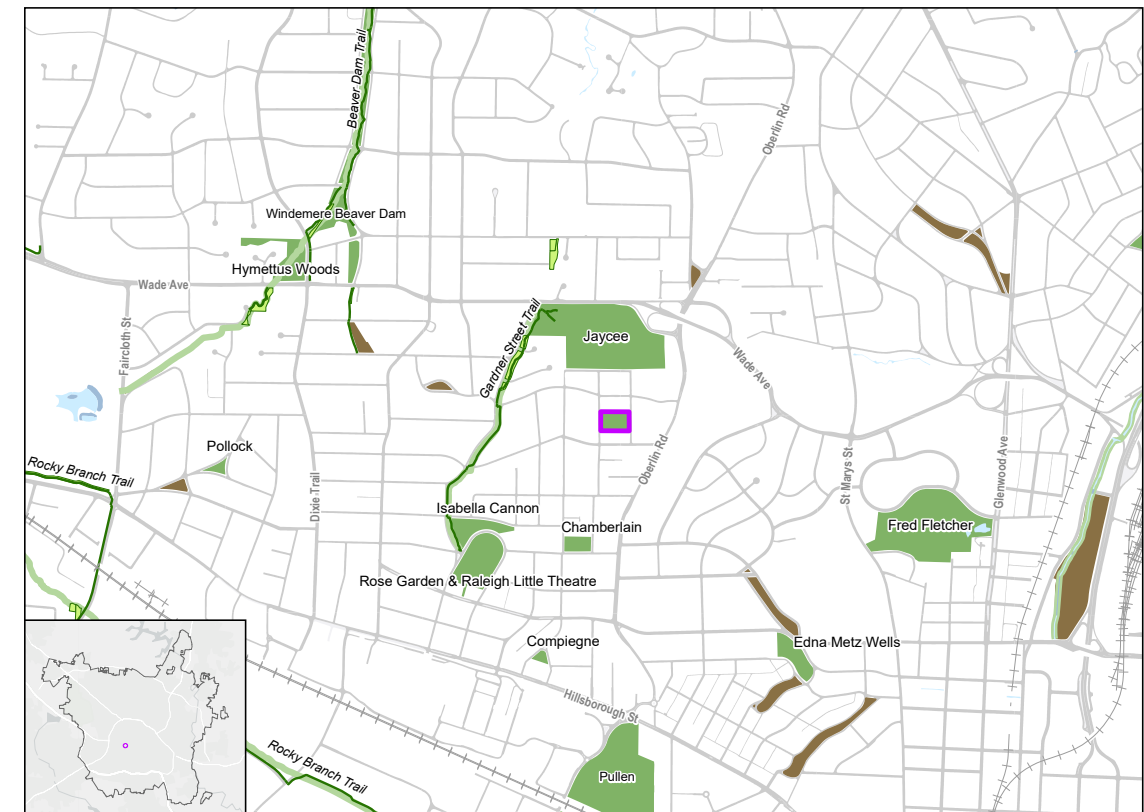 Beaver Dam Trail
Oberlin Rd
Windemere Beaver Dam
Hymettus Woods
Wade Ave
Faircloth St
Gardner Street Trail
Jaycee
Wade Ave
Pollock
Rocky Branch Trail
Dixie Trail
Oberlin Rd
St Marys St
Glenwood Ave
Isabella Cannon
Chamberlain
Fred Fletcher
Rose Garden & Raleigh Little Theatre
Compiegne
Edna Metz Wells
Hillsborough St
Rocky Branch Trail
Pullen